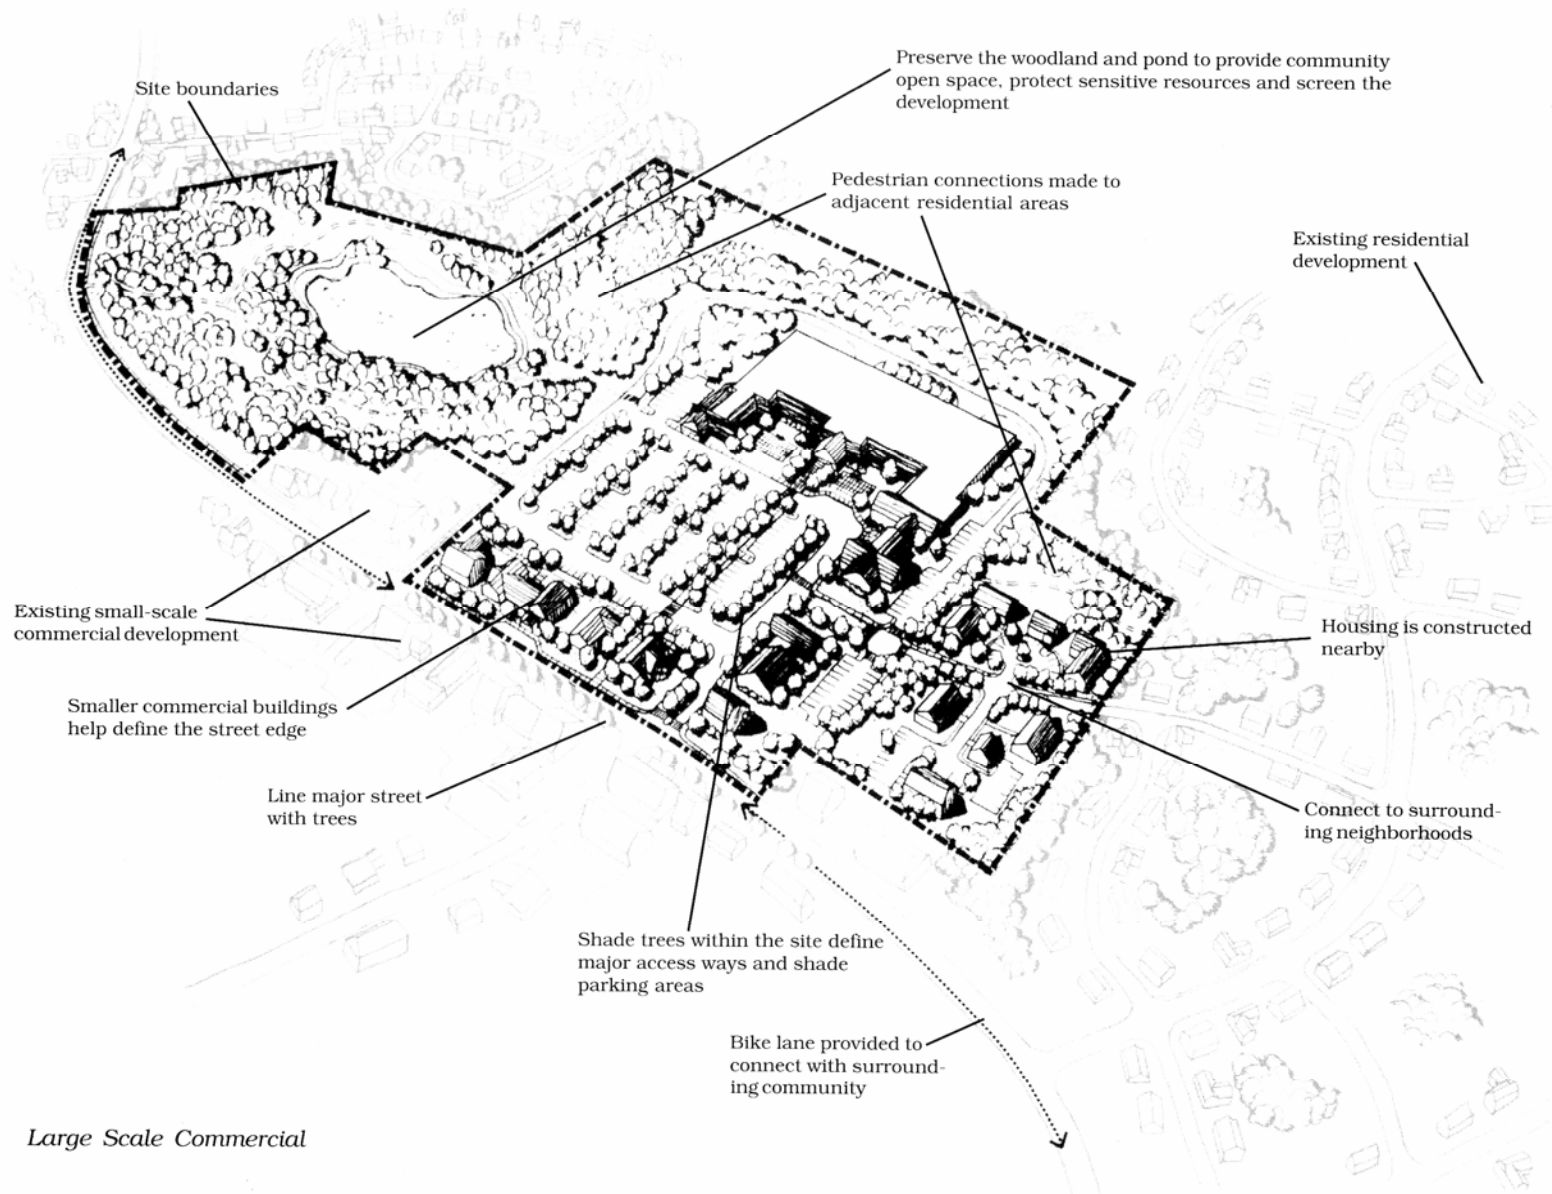 Preserve the woodland and pond to provide community
open space, protect sensitive resources and screen the
development
Site boundaries
Pedestrian connections made to
adjacent residential areas
Existing residential
development
Existing small-scale
commercial development
Housing is constructed
nearby
Smaller commercial buildings
help define the street edge
Line major street
with trees
Connect to surround-
ing neighborhoods
Shade trees within the site define
major access ways and shade
parking areas
Bike lane provided to
connect with surround-
ing community
Large Scale Commercial